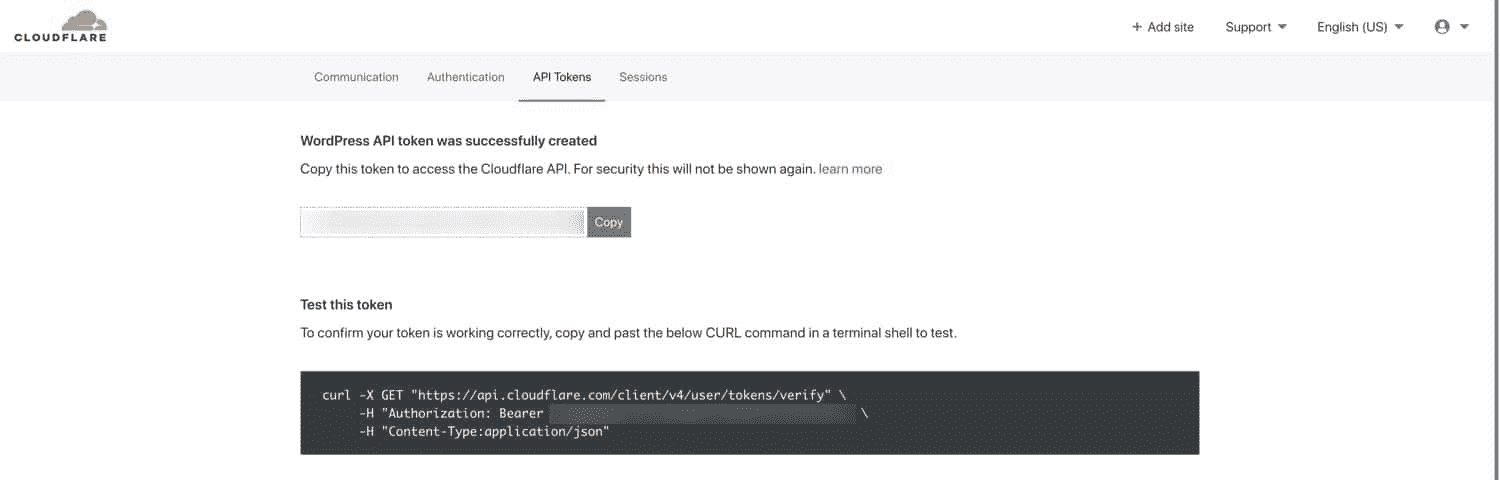 CLOUDFLARE
+ Add site Support English (US)
Communication Authentication API Tokens Sessions
WordPress API token was successfully created
Copy this token to access the Cloudflare API. For security this will not be shown again. learn more
Copy
Test this token
To confirm your token is working correctly, copy and past the below CURL command in a terminal shell to test.
curl -X GET "https://api.cloudflare.com/client/v4/user/tokens/verify" \
-H "Authorization: Bearer \
-H "Content-Type:application/json"